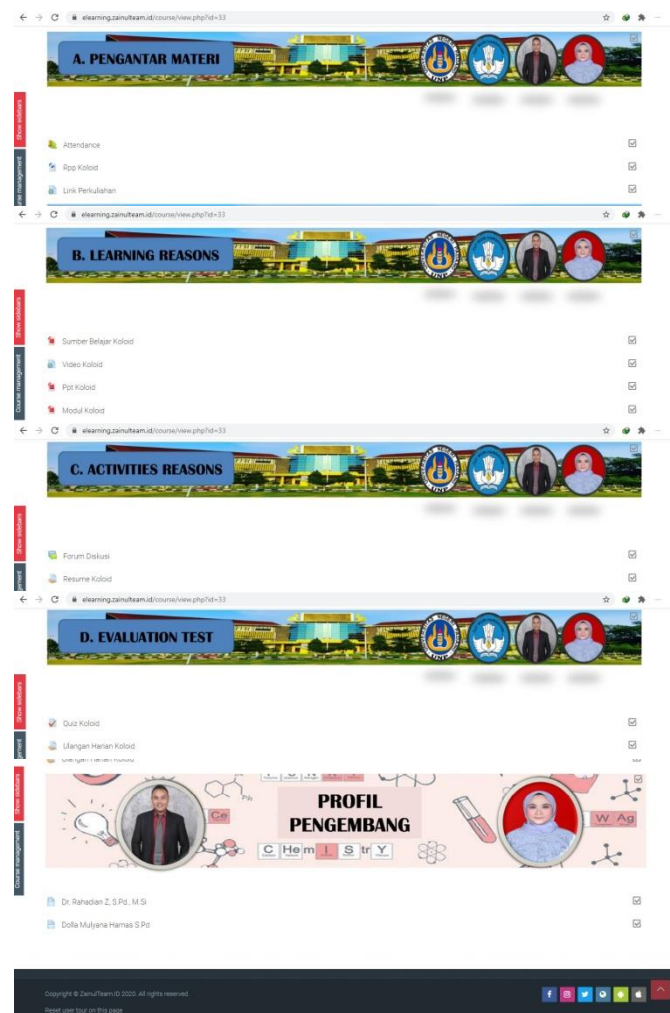 elearning.zainulteam.id/course/view.php?id=33
A. PENGANTAR MATERI
Show sidebars
Attendance
Rpp Koloid
Link Perkuliahan
elearning.zainulteam.id/course/view.php?id=33
B. LEARNING REASONS
Show sidebars
Course management
Sumber Belajar Koloid
Video Koloid
Ppt Koloid
Modul Koloid
elearning.zainulteam.id/course/view.php?id=33
C. ACTIVITIES REASONS
Show sidebars
Forum Diskusi
Resume Koloid
elearning.zainulteam.id/course/view.php?id=33
D. EVALUATION TEST
Show sidebars
Quiz Koloid
Ulangan Harian Koloid
Ulangan Harian Koloid
Show sidebars
Course management
PROFIL
PENGEMBANG
Ce
W Ag
C Hem I S tr Y
Dr. Rahadian Z, S.Pd., M.Si
Dolla Mulyana Harnas S.Pd
Copyright © ZainulTeam.ID 2020. All rights reserved.
Reset user tour on this page